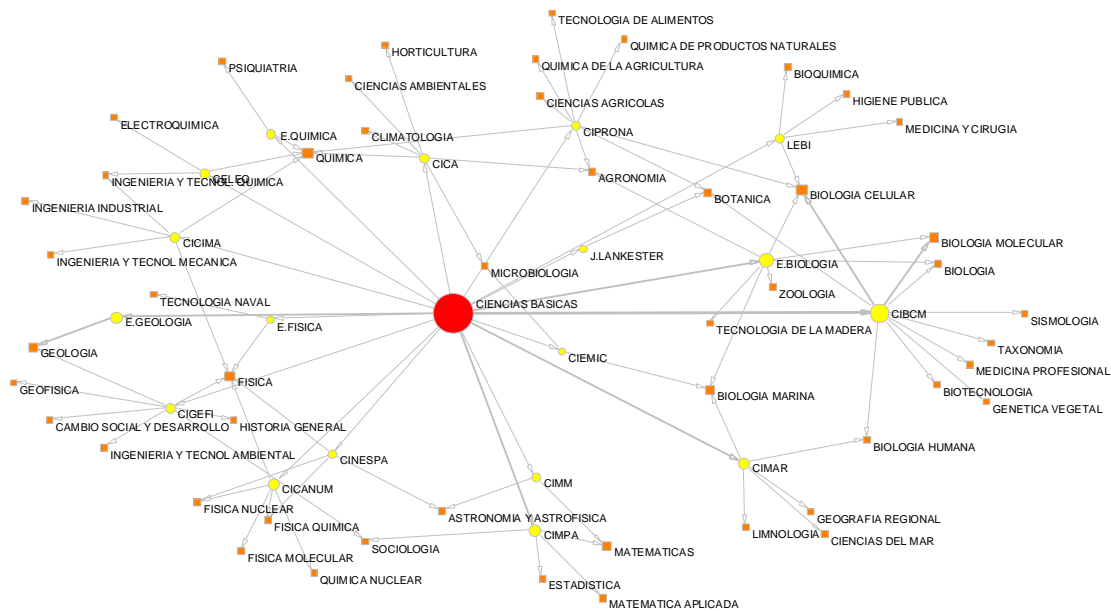 TECNOLOGIA DE ALIMENTOS
QUIMICA DE PRODUCTOS NATURALES
HORTICULTURA
PSIQUIATRIA
QUIMICA DE LA AGRICULTURA
BIOQUIMICA
CIENCIAS AMBIENTALES
CIENCIAS AGRICOLAS
HIGIENE PUBLICA
ELECTROQUIMICA
MEDICINA Y CIRUGIA
E.QUIMICA
CLIMATOLOGIA
CIPRONA
LEBI
QUIMICA
CICA
CELEQ
AGRONOMIA
INGENIERIA Y TECNOL. QUIMICA
BIOLOGIA CELULAR
BOTANICA
INGENIERIA INDUSTRIAL
CICIMA
BIOLOGIA MOLECULAR
INGENIERIA Y TECNOL MECANICA
J.LANKESTER
E.BIOLOGIA
MICROBIOLOGIA
BIOLOGIA
ZOOLOGIA
TECNOLOGIA NAVAL
CIENCIAS BASICAS
E.GEOLOGIA
E.FISICA
TECNOLOGIA DE LA MADERA
CIBCM
SISMOLOGIA
GEOLOGIA
CIEMIC
TAXONOMIA
MEDICINA PROFESIONAL
GEOFISICA
FISICA
BIOLOGIA MARINA
BIOTECNOLOGIA
GENETICA VEGETAL
CIGEFI
CAMBIO SOCIAL Y DESARROLLO
HISTORIA GENERAL
BIOLOGIA HUMANA
INGENIERIA Y TECNOL AMBIENTAL
CINESPA
CIMAR
CIMM
CICANUM
FISICA NUCLEAR
ASTRONOMIA Y ASTROFISICA
GEOGRAFIA REGIONAL
FISICA QUIMICA
CIMPA
LIMNOLOGIA
CIENCIAS DEL MAR
SOCIOLOGIA
MATEMATICAS
FISICA MOLECULAR
QUIMICA NUCLEAR
ESTADISTICA
MATEMATICA APLICADA